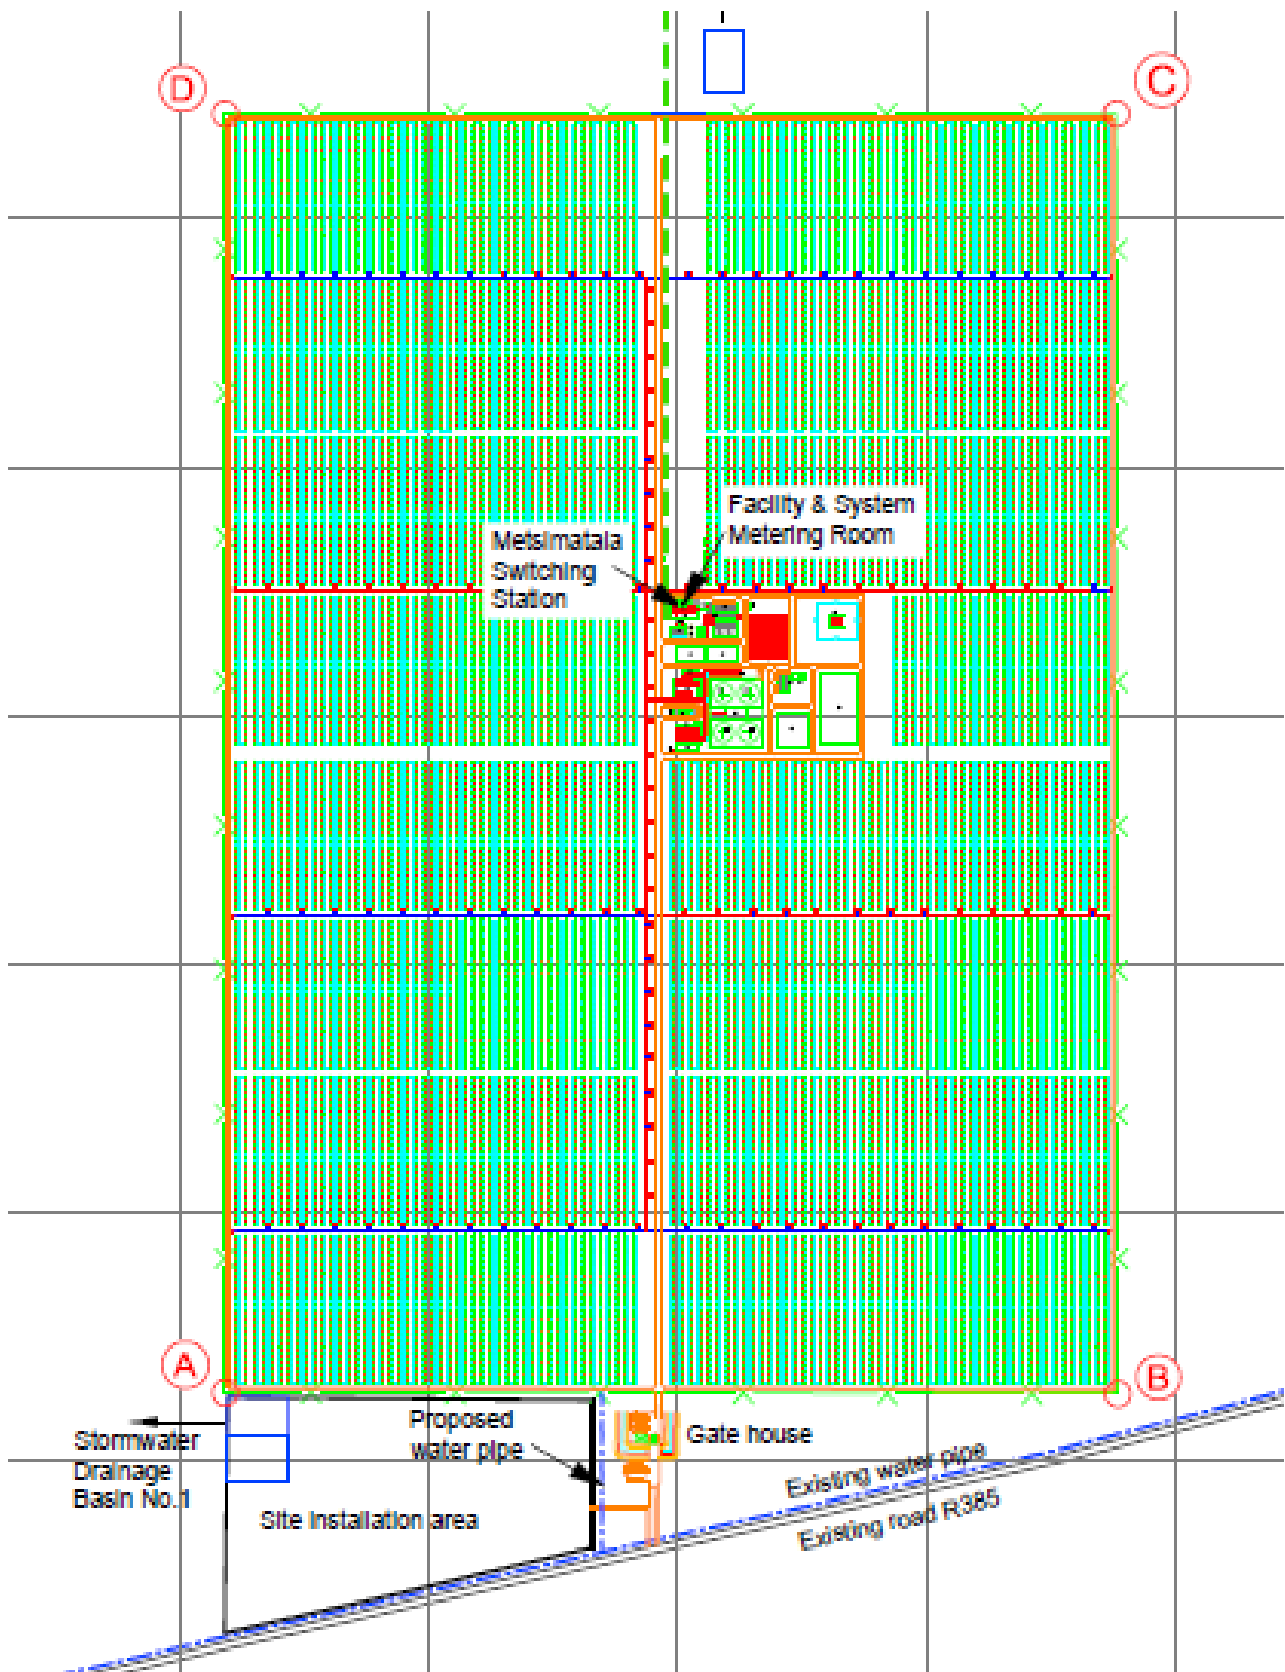 D
C
Facility & System
Metering Room
Metsimatala
Switching
Station
A
B
Proposed
water pipe
Gate house
Stormwater
Drainage
Basin No.1
Site Installation area
Existing water pipe
Existing road R385